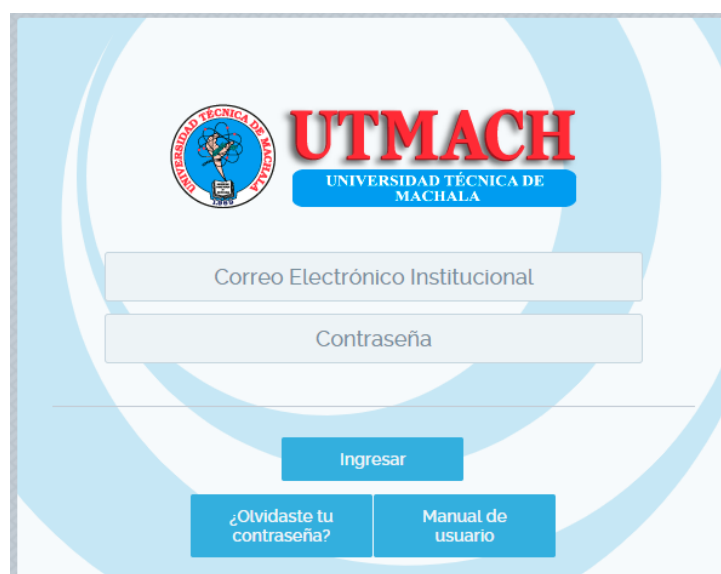 UNIVERSIDAD TÉCNICA DE MACHALA
1969
UTMACH
UNIVERSIDAD TÉCNICA DE
MACHALA
Correo Electrónico Institucional
Contraseña
Ingresar
¿Olvidaste tu
contraseña?
Manual de
usuario